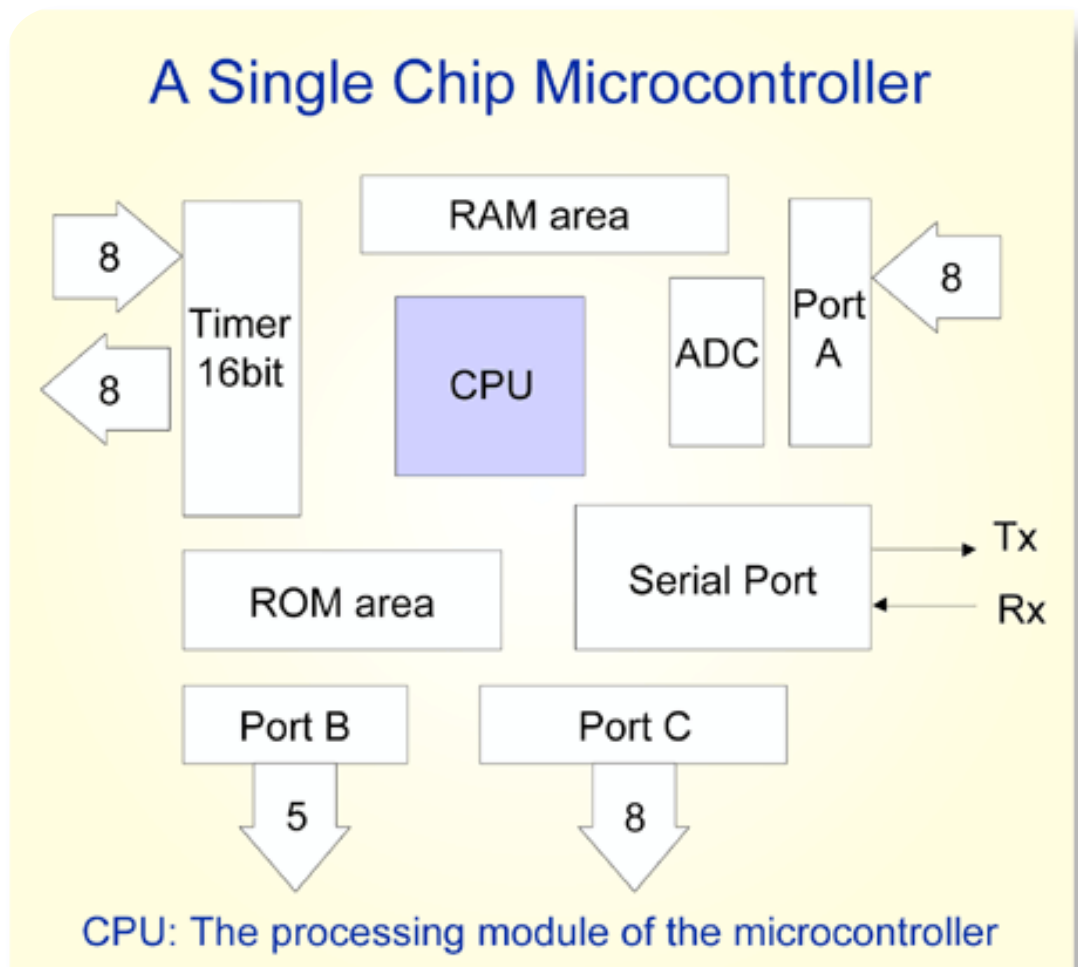 A Single Chip Microcontroller
RAM area
8
Timer
16bit
8
CPU
ADC
Port
A
8
ROM area
Serial Port
Tx
Rx
Port B
Port C
5
8
CPU: The processing module of the microcontroller